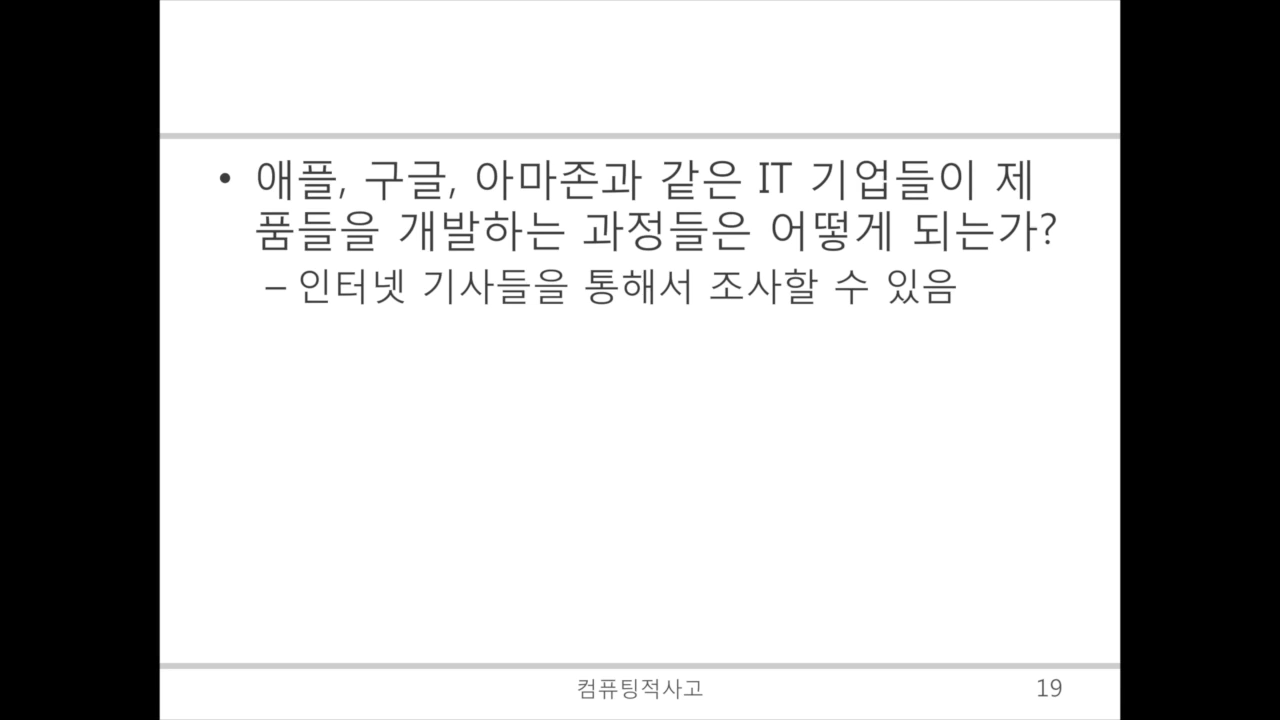 • 애플, 구글, 아마존과 같은 IT 기업들이 제
품들을 개발하는 과정들은 어떻게 되는가?
– 인터넷 기사들을 통해서 조사할 수 있음
컴퓨팅적사고
19